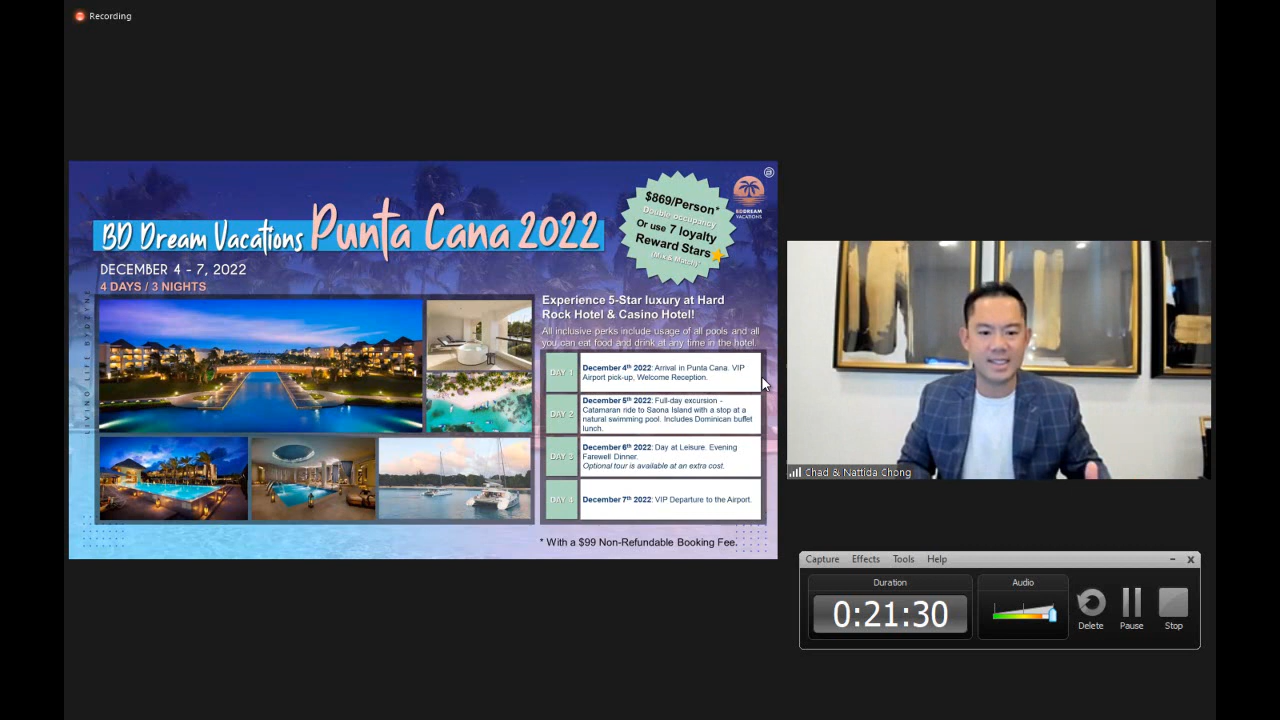 Recording
BD Dream Vacations Punta Cana 2022
$869/Person*
Double occupancy
Or use 7 loyalty
Reward Stars
(Mix & Match)*
BDDREAM
VACATIONS
DECEMBER 4 - 7, 2022
4 DAYS / 3 NIGHTS
Experience 5-Star luxury at Hard
Rock Hotel & Casino Hotel!
All inclusive perks include usage of all pools and all
you can eat food and drink at any time in the hotel.
DAY 1
December 4th 2022: Arrival in Punta Cana. VIP
Airport pick-up, Welcome Reception.
DAY 2
December 5th 2022: Full-day excursion -
Catamaran ride to Saona Island with a stop at a
natural swimming pool. Includes Dominican buffet
lunch.
DAY 3
December 6th 2022: Day at Leisure. Evening
Farewell Dinner.
Optional tour is available at an extra cost.
DAY 4
December 7th 2022: VIP Departure to the Airport.
* With a $99 Non-Refundable Booking Fee.
Chad & Nattida Chong
Capture Effects Tools Help
Duration
Audio
0:21:30
Delete
Pause
Stop